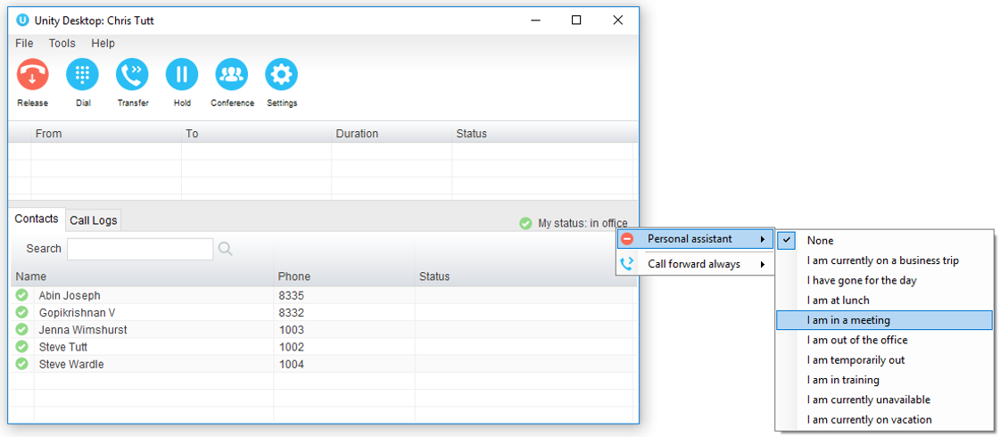 U Unity Desktop: Chris Tutt
File Tools Help
Release Dial Transfer Hold Conference Settings
From To Duration Status
Contacts Call Logs My status: in office
Search
Name Phone Status
Abin Joseph 8335
Gopikrishnan V 8332
Jenna Wimshurst 1003
Steve Tutt 1002
Steve Wardle 1004
Personal assistant
Call forward always
None
I am currently on a business trip
I have gone for the day
I am at lunch
I am in a meeting
I am out of the office
I am temporarily out
I am in training
I am currently unavailable
I am currently on vacation